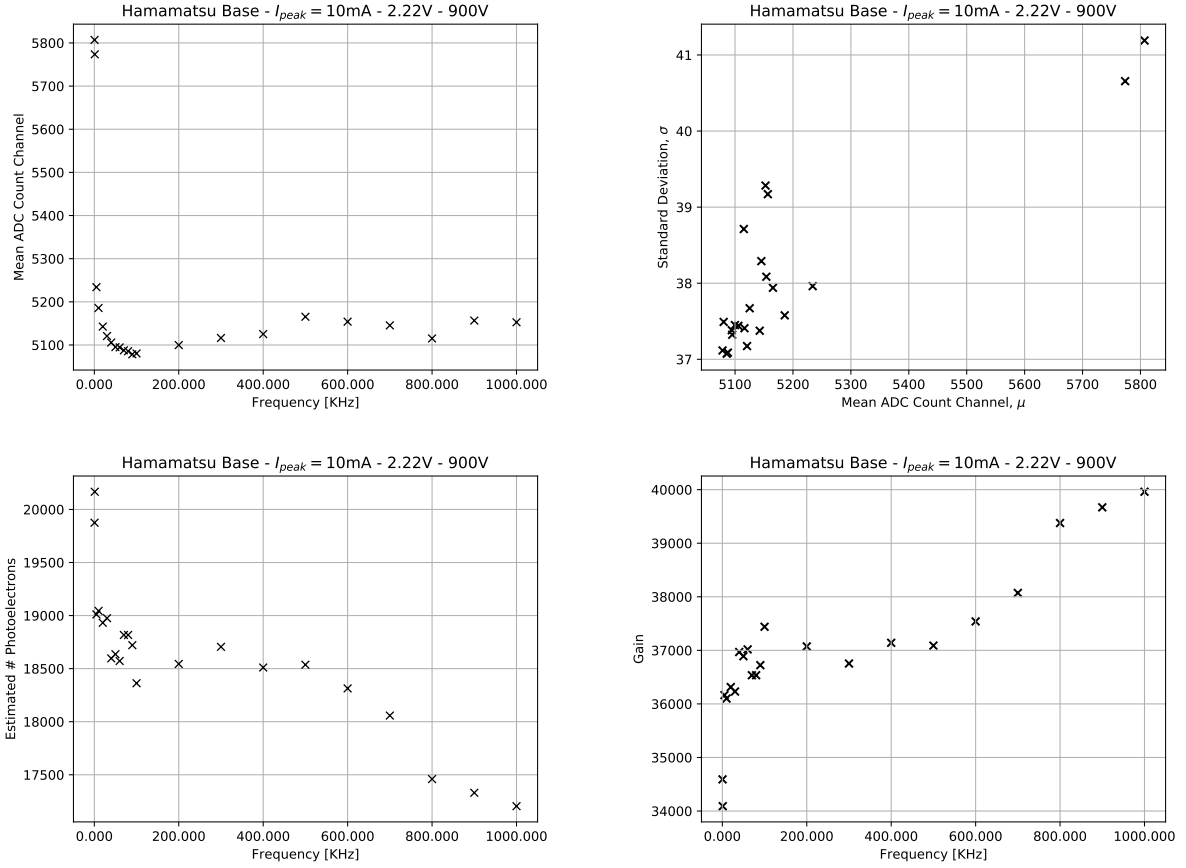 Hamamatsu Base - I_peak = 10mA - 2.22V - 900V
5800
5700
5600
5500
5400
5300
5200
5100
Mean ADC Count Channel
0.000 200.000 400.000 600.000 800.000 1000.000
Frequency [KHz]
Hamamatsu Base - I_peak = 10mA - 2.22V - 900V
41
40
39
38
37
Standard Deviation, σ
5100 5200 5300 5400 5500 5600 5700 5800
Mean ADC Count Channel, μ
Hamamatsu Base - I_peak = 10mA - 2.22V - 900V
20000
19500
19000
18500
18000
17500
Estimated # Photoelectrons
0.000 200.000 400.000 600.000 800.000 1000.000
Frequency [KHz]
Hamamatsu Base - I_peak = 10mA - 2.22V - 900V
40000
39000
38000
37000
36000
35000
34000
Gain
0.000 200.000 400.000 600.000 800.000 1000.000
Frequency [KHz]